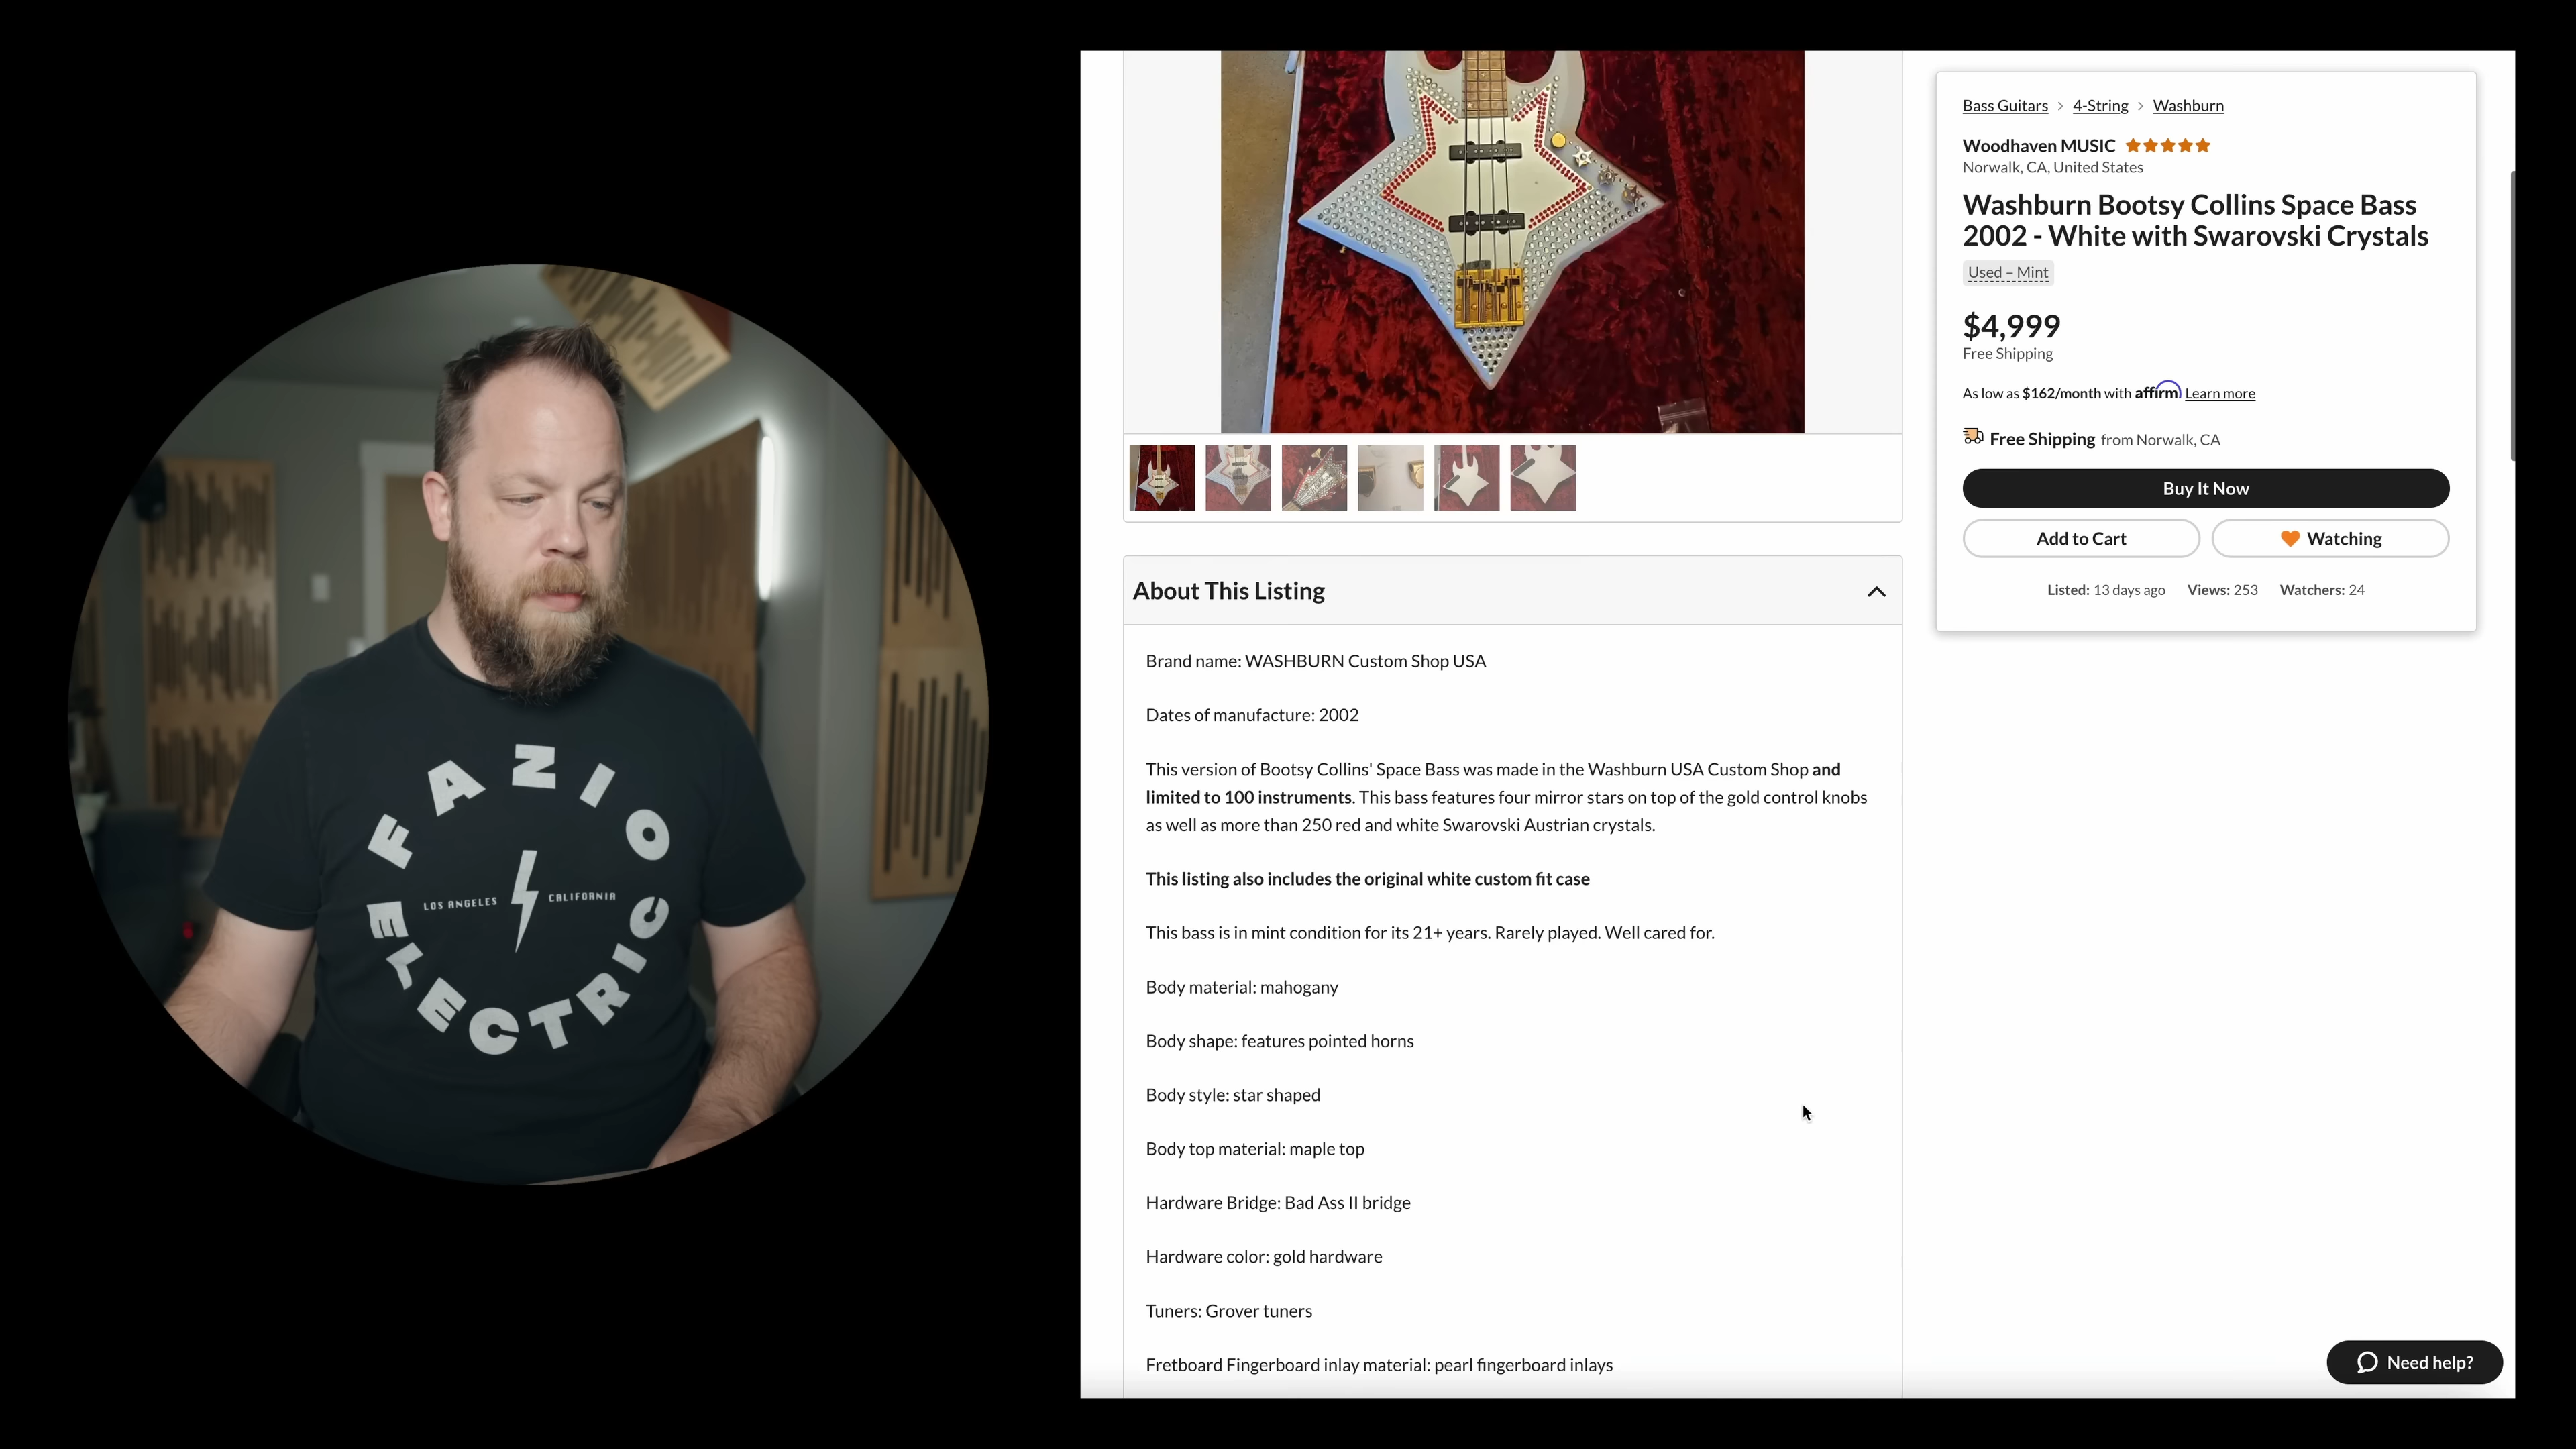 FAZIO
LOS ANGELES CALIFORNIA
ELECTRIC
Bass Guitars > 4-String > Washburn
Woodhaven MUSIC
Norwalk, CA, United States
Washburn Bootsy Collins Space Bass
2002 - White with Swarovski Crystals
Used – Mint
$4,999
Free Shipping
As low as $162/month with affirm Learn more
Free Shipping from Norwalk, CA
Buy It Now
Add to Cart
Watching
Listed: 13 days ago Views: 253 Watchers: 24
About This Listing
Brand name: WASHBURN Custom Shop USA
Dates of manufacture: 2002
This version of Bootsy Collins' Space Bass was made in the Washburn USA Custom Shop and
limited to 100 instruments. This bass features four mirror stars on top of the gold control knobs
as well as more than 250 red and white Swarovski Austrian crystals.
This listing also includes the original white custom fit case
This bass is in mint condition for its 21+ years. Rarely played. Well cared for.
Body material: mahogany
Body shape: features pointed horns
Body style: star shaped
Body top material: maple top
Hardware Bridge: Bad Ass II bridge
Hardware color: gold hardware
Tuners: Grover tuners
Fretboard Fingerboard inlay material: pearl fingerboard inlays
Need help?